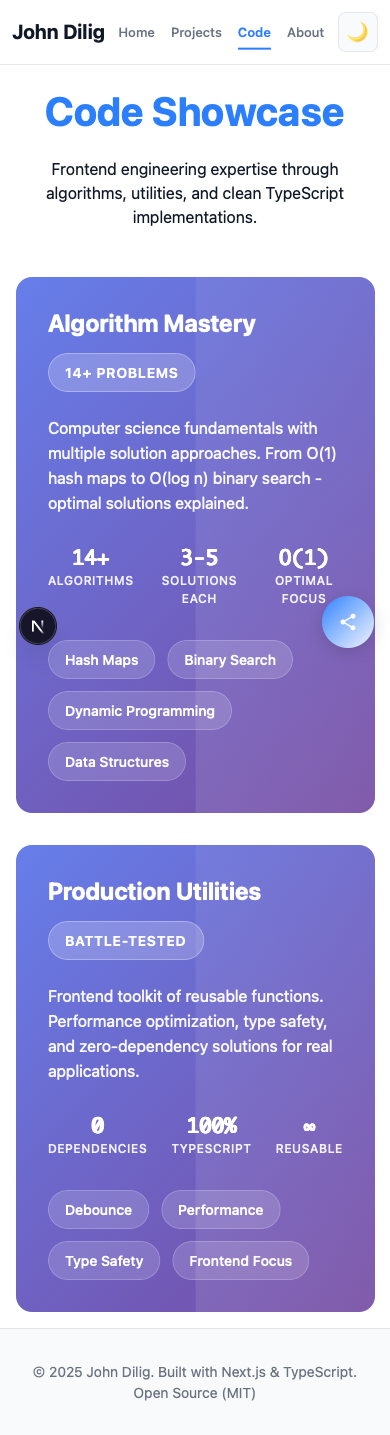 John Dilig
Home Projects Code About
Code Showcase
Frontend engineering expertise through
algorithms, utilities, and clean TypeScript
implementations.
Algorithm Mastery
14+ PROBLEMS
Computer science fundamentals with
multiple solution approaches. From O(1)
hash maps to O(log n) binary search -
optimal solutions explained.
14+ 3-5 O(1)
ALGORITHMS SOLUTIONS OPTIMAL
EACH FOCUS
N
Hash Maps Binary Search
Dynamic Programming
Data Structures
Production Utilities
BATTLE-TESTED
Frontend toolkit of reusable functions.
Performance optimization, type safety,
and zero-dependency solutions for real
applications.
0 100% ∞
DEPENDENCIES TYPESCRIPT REUSABLE
Debounce Performance
Type Safety Frontend Focus
© 2025 John Dilig. Built with Next.js & TypeScript.
Open Source (MIT)